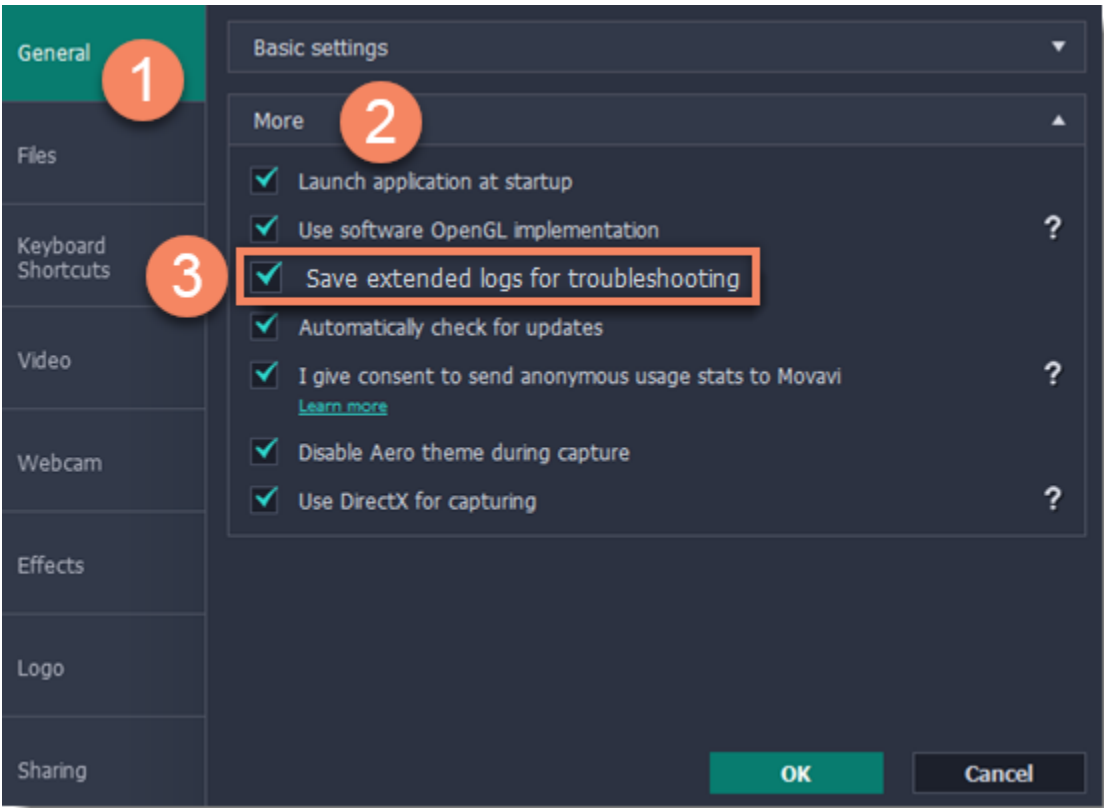 General
1
Files
Keyboard
Shortcuts
Video
Webcam
Effects
Logo
Sharing
Basic settings
More
2
Launch application at startup
Use software OpenGL implementation
?
3
Save extended logs for troubleshooting
Automatically check for updates
I give consent to send anonymous usage stats to Movavi
?
Learn more
Disable Aero theme during capture
Use DirectX for capturing
?
OK
Cancel